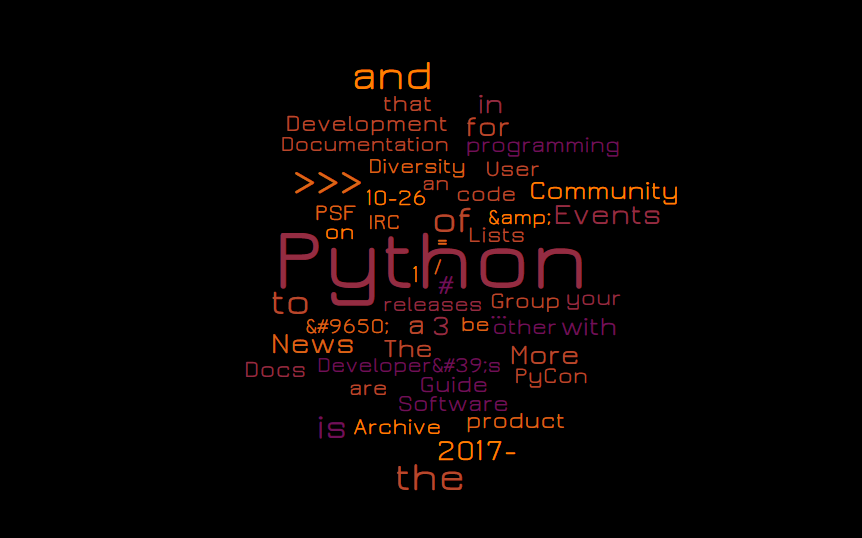 and
that in
Development for
Documentation programming
Diversity User
>>> an
10-26 code Community
PSF IRC of &amp; Events
on Lists
=
Python
1 / #
to releases Group your
...
&#9650; a 3 be other with
News The More
Docs Developer&#39;s PyCon
are Guide
Software
is Archive product
2017-
the